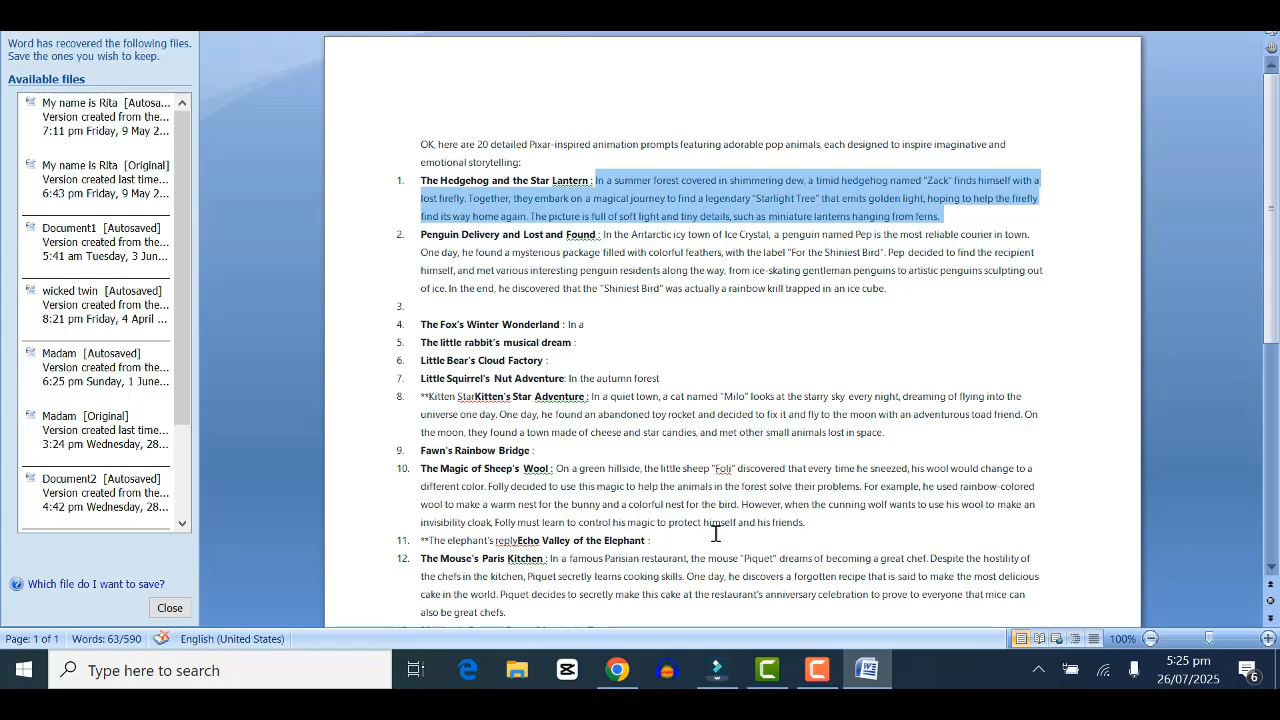 Word has recovered the following files.
Save the ones you wish to keep.
Available files
My name is Rita [Autosa...
Version created from the...
7:11 pm Friday, 9 May 2...
My name is Rita [Original]
Version created last time...
6:43 pm Friday, 9 May 2...
Document1 [Autosaved]
Version created from the...
5:41 am Tuesday, 3 Jun...
wicked twin [Autosaved]
Version created from the...
8:21 pm Friday, 4 April ...
Madam [Autosaved]
Version created from the...
6:25 pm Sunday, 1 June...
Madam [Original]
Version created last time...
3:24 pm Wednesday, 28...
Document2 [Autosaved]
Version created from the...
4:42 pm Wednesday, 28...
Which file do I want to save?
Close
OK, here are 20 detailed Pixar-inspired animation prompts featuring adorable pop animals, each designed to inspire imaginative and
emotional storytelling:
1. The Hedgehog and the Star Lantern : In a summer forest covered in shimmering dew, a timid hedgehog named "Zack" finds himself with a
lost firefly. Together, they embark on a magical journey to find a legendary "Starlight Tree" that emits golden light, hoping to help the firefly
find its way home again. The picture is full of soft light and tiny details, such as miniature lanterns hanging from ferns.
2. Penguin Delivery and Lost and Found : In the Antarctic icy town of Ice Crystal, a penguin named Pep is the most reliable courier in town.
One day, he found a mysterious package filled with colorful feathers, with the label "For the Shiniest Bird". Pep decided to find the recipient
himself, and met various interesting penguin residents along the way, from ice-skating gentleman penguins to artistic penguins sculpting out
of ice. In the end, he discovered that the "Shiniest Bird" was actually a rainbow krill trapped in an ice cube.
3.
4. The Fox's Winter Wonderland : In a
5. The little rabbit's musical dream :
6. Little Bear's Cloud Factory :
7. Little Squirrel's Nut Adventure: In the autumn forest
8. **Kitten StarKitten's Star Adventure : In a quiet town, a cat named "Milo" looks at the starry sky every night, dreaming of flying into the
universe one day. One day, he found an abandoned toy rocket and decided to fix it and fly to the moon with an adventurous toad friend. On
the moon, they found a town made of cheese and star candies, and met other small animals lost in space.
9. Fawn's Rainbow Bridge :
10. The Magic of Sheep's Wool : On a green hillside, the little sheep "Foli" discovered that every time he sneezed, his wool would change to a
different color. Folly decided to use this magic to help the animals in the forest solve their problems. For example, he used rainbow-colored
wool to make a warm nest for the bunny and a colorful nest for the bird. However, when the cunning wolf wants to use his wool to make an
invisibility cloak, Folly must learn to control his magic to protect himself and his friends.
11. **The elephant's replyEcho Valley of the Elephant :
12. The Mouse's Paris Kitchen : In a famous Parisian restaurant, the mouse "Piquet" dreams of becoming a great chef. Despite the hostility of
the chefs in the kitchen, Piquet secretly learns cooking skills. One day, he discovers a forgotten recipe that is said to make the most delicious
cake in the world. Piquet decides to secretly make this cake at the restaurant's anniversary celebration to prove to everyone that mice can
also be great chefs.
Page: 1 of 1 Words: 63/590 English (United States) 100%
Type here to search
5:25 pm
26/07/2025
6